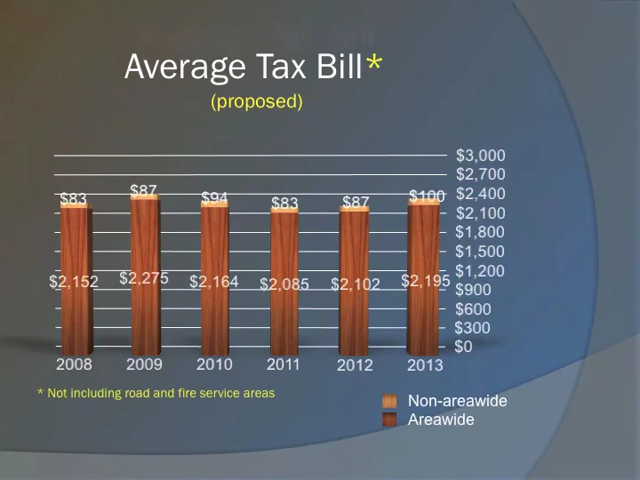 Average Tax Bill*
(proposed)
$3,000
$2,700
$2,400
$2,100
$1,800
$1,500
$1,200
$900
$600
$300
$0
$83 $87 $94 $83 $87 $100
$2,152 $2,275 $2,164 $2,085 $2,102 $2,195
2008 2009 2010 2011 2012 2013
* Not including road and fire service areas
Non-areawide
Areawide